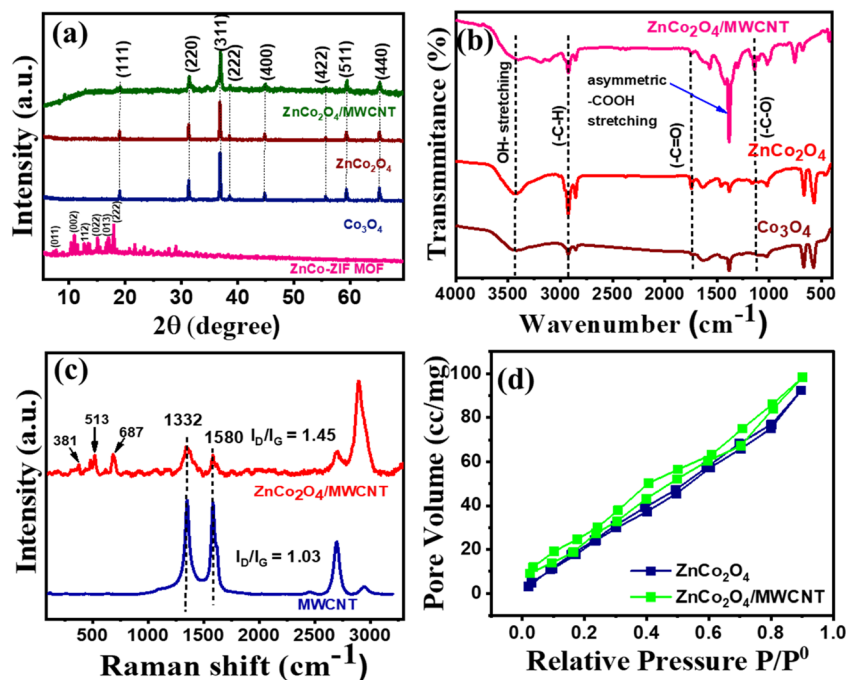 (a)
(111)
(220)
(311)
(222)
(400)
(422)
(511)
(440)
ZnCo2O4/MWCNT
ZnCo2O4
Co3O4
(011)
(002)
(112)
(022)
(013)
(222)
ZnCo-ZIF MOF
Intensity (a.u.)
10 20 30 40 50 60
2θ (degree)
(b)
ZnCo2O4/MWCNT
asymmetric
-COOH
stretching
OH- stretching
(-C-H)
(-C=O)
(-C-O)
ZnCo2O4
Co3O4
Transmmitance (%)
4000 3500 3000 2500 2000 1500 1000 500
Wavenumber (cm-1)
(c)
381
513
687
1332
1580
ID/IG = 1.45
ZnCo2O4/MWCNT
ID/IG = 1.03
MWCNT
Intensity (a.u.)
500 1000 1500 2000 2500 3000
Raman shift (cm-1)
(d)
100
80
60
40
20
0
Pore Volume (cc/mg)
ZnCo2O4
ZnCo2O4/MWCNT
0.0 0.2 0.4 0.6 0.8 1.0
Relative Pressure P/P0